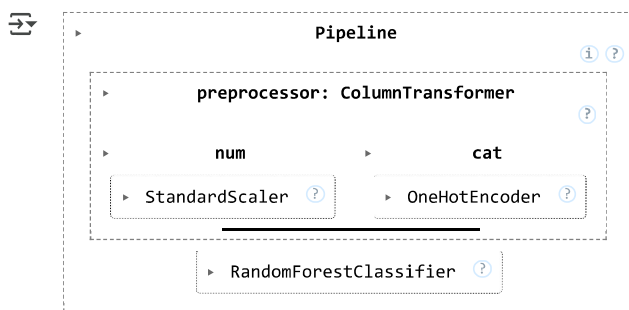 Pipeline
i ?
preprocessor: ColumnTransformer
?
num cat
StandardScaler ? OneHotEncoder ?
RandomForestClassifier ?